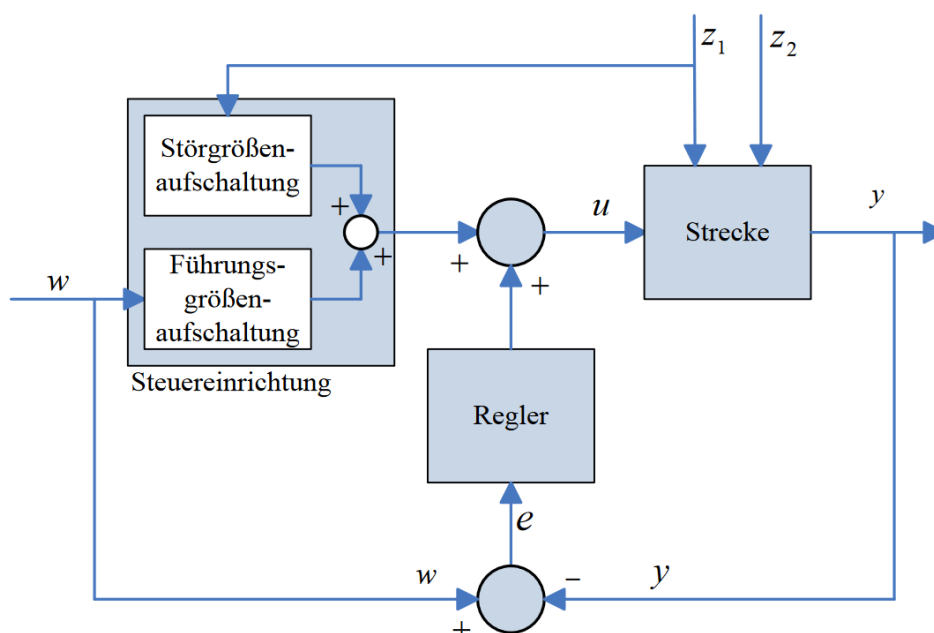 z₁
z₂
Störgrößen-
aufschaltung
+
u
Strecke
y
w
Führungs-
größen-
aufschaltung
+
+
+
Steuereinrichtung
Regler
e
w
+
−
y